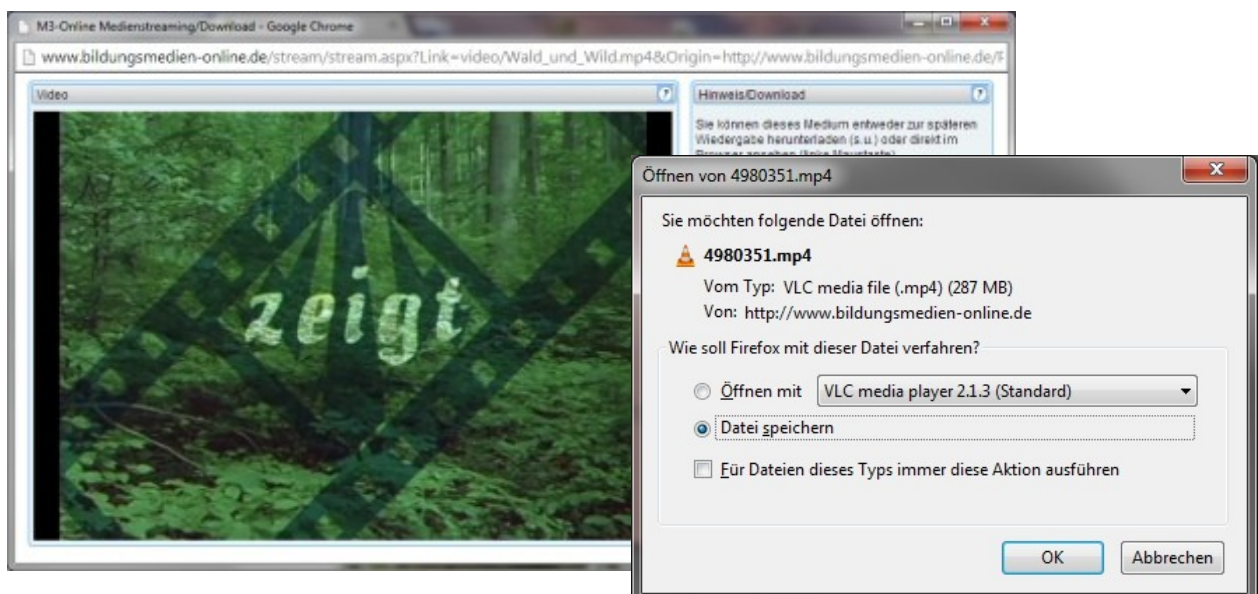 M3-Online Medienstreaming/Download - Google Chrome
www.bildungsmedien-online.de/stream/stream.aspx?Link=video/Wald_und_Wild.mp4&Origin=http://www.bildungsmedien-online.de/F
Video
?
Hinweis/Download
?
Sie können dieses Medium entweder zur späteren
Wiedergabe herunterladen (s.u.) oder direkt im
Browser ansehen (linke Maustaste)
zeigt
Öffnen von 4980351.mp4
Sie möchten folgende Datei öffnen:
4980351.mp4
Vom Typ: VLC media file (.mp4) (287 MB)
Von: http://www.bildungsmedien-online.de
Wie soll Firefox mit dieser Datei verfahren?
Öffnen mit VLC media player 2.1.3 (Standard)
Datei speichern
Für Dateien dieses Typs immer diese Aktion ausführen
OK Abbrechen